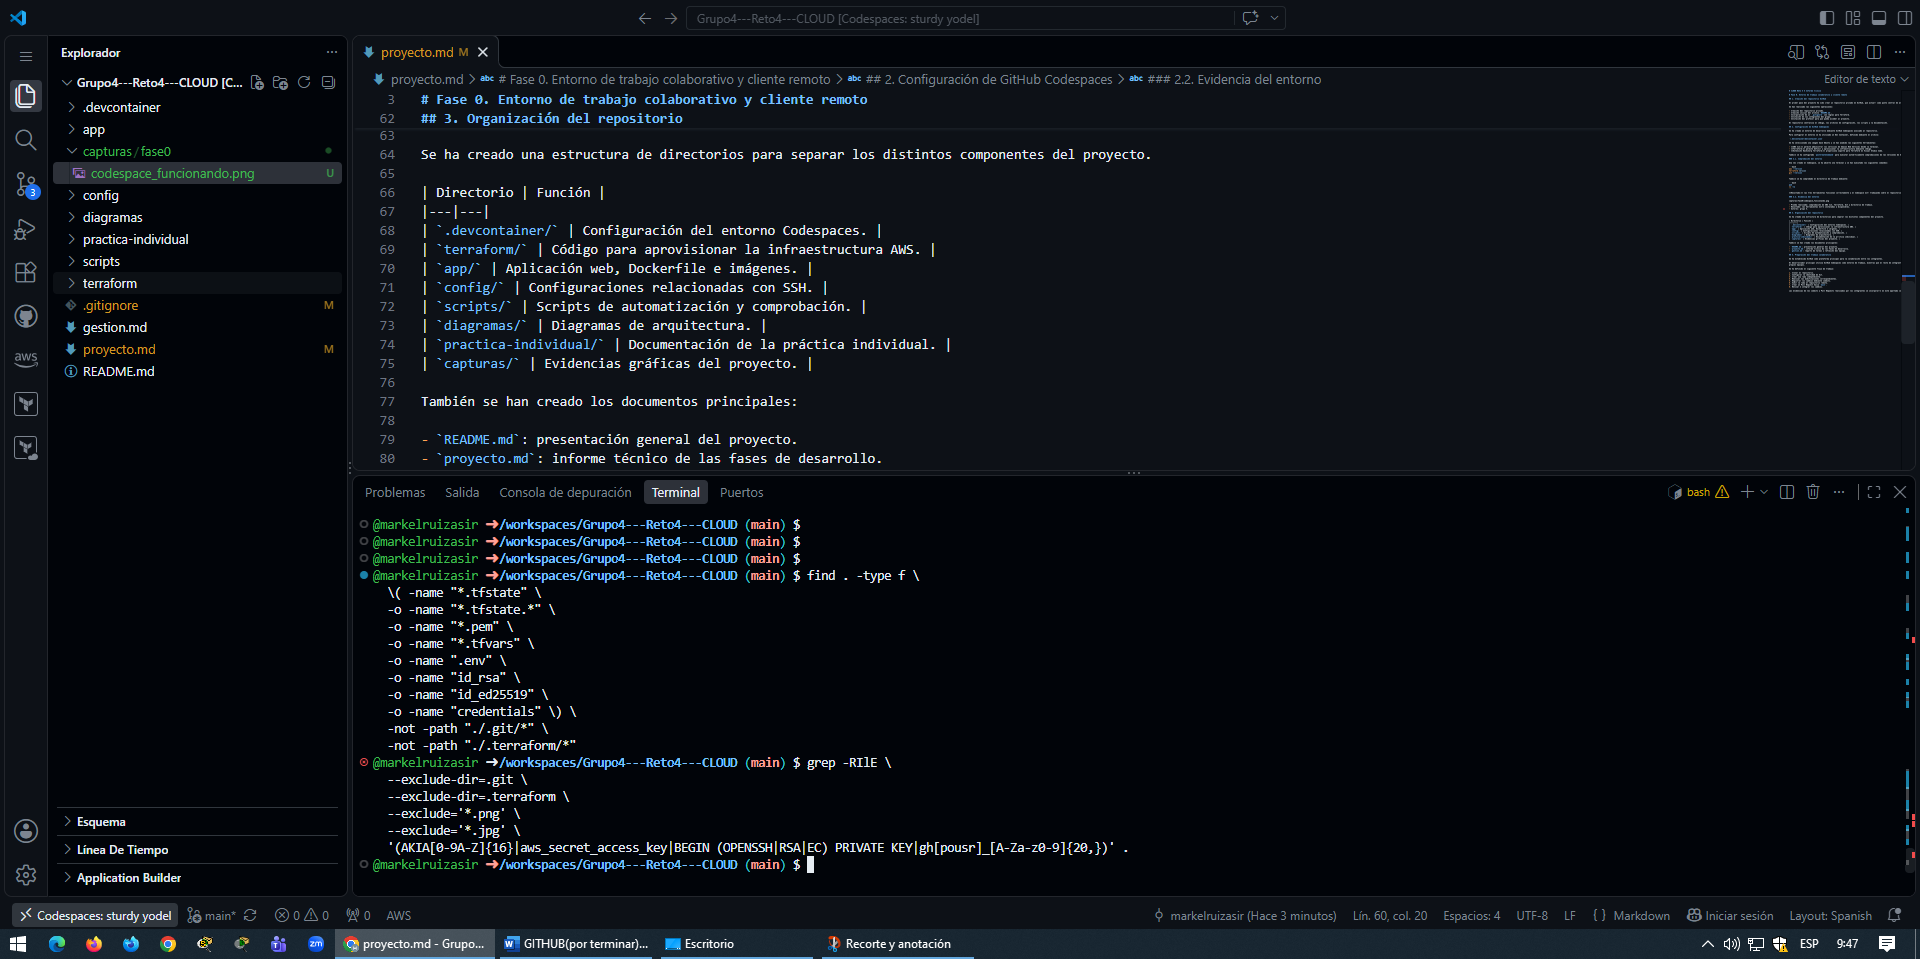 Grupo4---Reto4---CLOUD [Codespaces: sturdy yodel]
Explorador
Grupo4---Reto4---CLOUD [C...
.devcontainer
app
capturas / fase0
codespace_funcionando.png U
config
diagramas
practica-individual
scripts
terraform
.gitignore M
gestion.md
proyecto.md M
README.md
Esquema
Línea De Tiempo
Application Builder
3
aws
proyecto.md M
proyecto.md > abc # Fase 0. Entorno de trabajo colaborativo y cliente remoto > abc ## 2. Configuración de GitHub Codespaces > abc ### 2.2. Evidencia del entorno
Editor de texto
3 # Fase 0. Entorno de trabajo colaborativo y cliente remoto
62 ## 3. Organización del repositorio
63
64 Se ha creado una estructura de directorios para separar los distintos componentes del proyecto.
65
66 | Directorio | Función |
67 |---|---|
68 | `.devcontainer/` | Configuración del entorno Codespaces. |
69 | `terraform/` | Código para aprovisionar la infraestructura AWS. |
70 | `app/` | Aplicación web, Dockerfile e imágenes. |
71 | `config/` | Configuraciones relacionadas con SSH. |
72 | `scripts/` | Scripts de automatización y comprobación. |
73 | `diagramas/` | Diagramas de arquitectura. |
74 | `practica-individual/` | Documentación de la práctica individual. |
75 | `capturas/` | Evidencias gráficas del proyecto. |
76
77 También se han creado los documentos principales:
78
79 - `README.md`: presentación general del proyecto.
80 - `proyecto.md`: informe técnico de las fases de desarrollo.
Problemas Salida Consola de depuración Terminal Puertos
bash
@markelruizasir ➜/workspaces/Grupo4---Reto4---CLOUD (main) $
@markelruizasir ➜/workspaces/Grupo4---Reto4---CLOUD (main) $
@markelruizasir ➜/workspaces/Grupo4---Reto4---CLOUD (main) $
@markelruizasir ➜/workspaces/Grupo4---Reto4---CLOUD (main) $ find . -type f \
\( -name "*.tfstate" \
-o -name "*.tfstate.*" \
-o -name "*.pem" \
-o -name "*.tfvars" \
-o -name ".env" \
-o -name "id_rsa" \
-o -name "id_ed25519" \
-o -name "credentials" \) \
-not -path "./.git/*" \
-not -path "./.terraform/*"
@markelruizasir ➜/workspaces/Grupo4---Reto4---CLOUD (main) $ grep -RIlE \
--exclude-dir=.git \
--exclude-dir=.terraform \
--exclude='*.png' \
--exclude='*.jpg' \
'(AKIA[0-9A-Z]{16}|aws_secret_access_key|BEGIN (OPENSSH|RSA|EC) PRIVATE KEY|gh[pousr]_[A-Za-z0-9]{20,})' .
@markelruizasir ➜/workspaces/Grupo4---Reto4---CLOUD (main) $
Codespaces: sturdy yodel main* 0 0 0 AWS markelruizasir (Hace 3 minutos) Lín. 60, col. 20 Espacios: 4 UTF-8 LF { } Markdown Iniciar sesión Layout: Spanish
zm proyecto.md - Grupo... GITHUB(por terminar)... Escritorio Recorte y anotación ESP 9:47